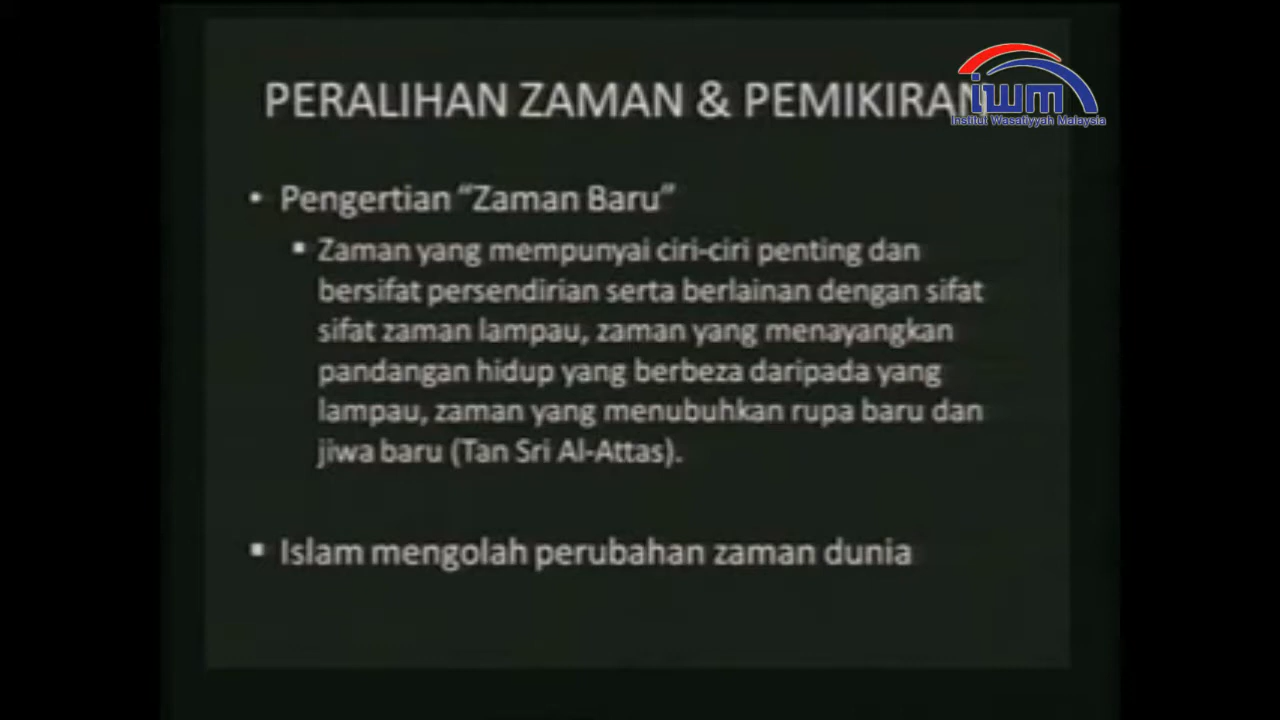 PERALIHAN ZAMAN & PEMIKIRAN
iwm
Institut Wasatiyyah Malaysia
• Pengertian “Zaman Baru”
▪ Zaman yang mempunyai ciri-ciri penting dan
bersifat persendirian serta berlainan dengan sifat
sifat zaman lampau, zaman yang menayangkan
pandangan hidup yang berbeza daripada yang
lampau, zaman yang menubuhkan rupa baru dan
jiwa baru (Tan Sri Al-Attas).
▪ Islam mengolah perubahan zaman dunia